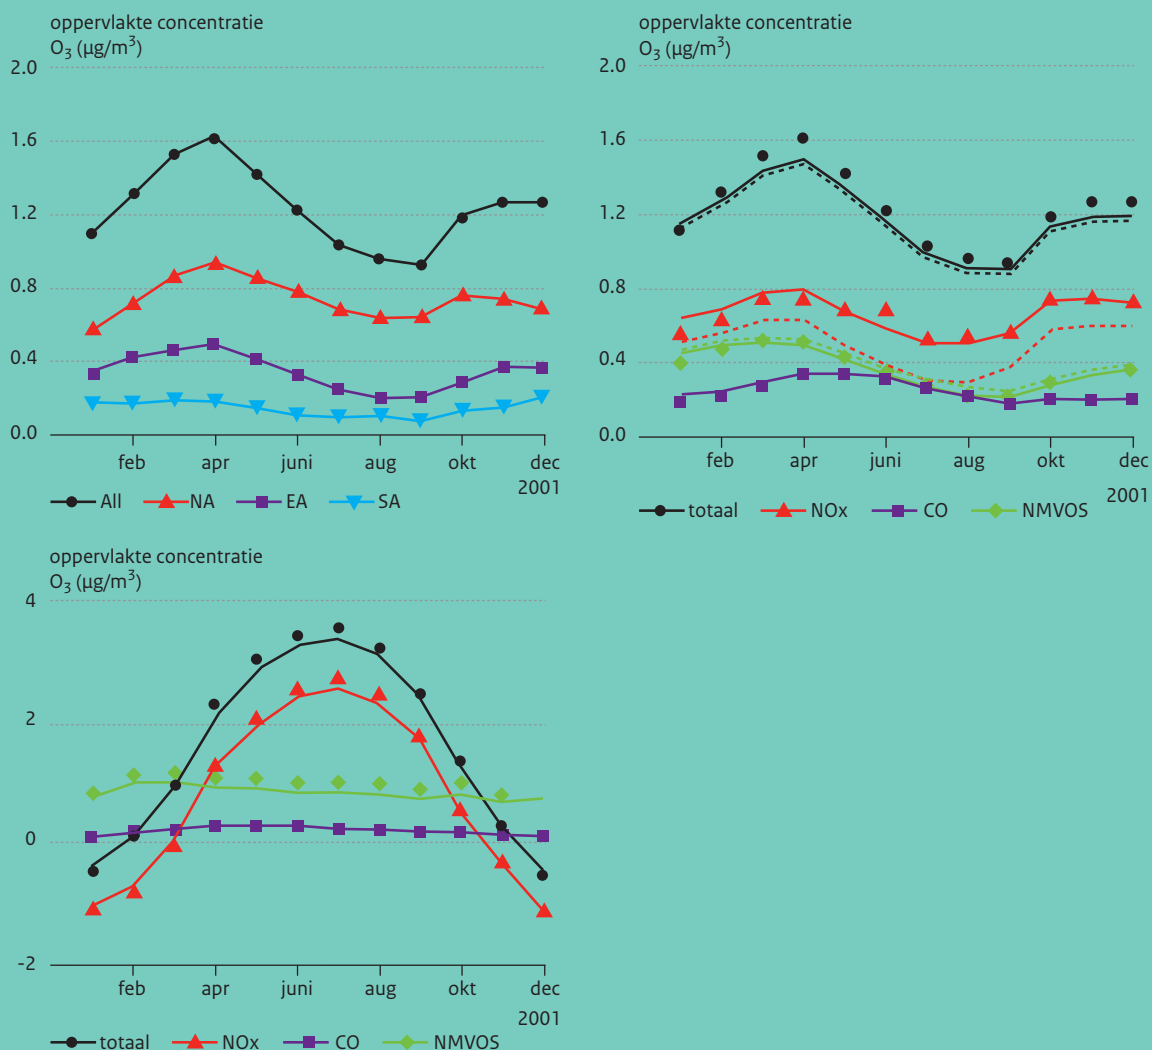 oppervlakte concentratie
O3 (µg/m3)
2.0
1.6
1.2
0.8
0.4
0.0
feb apr juni aug okt dec
2001
All NA EA SA
oppervlakte concentratie
O3 (µg/m3)
2.0
1.6
1.2
0.8
0.4
0.0
feb apr juni aug okt dec
2001
totaal NOx CO NMVOS
oppervlakte concentratie
O3 (µg/m3)
4
2
0
-2
feb apr juni aug okt dec
2001
totaal NOx CO NMVOS